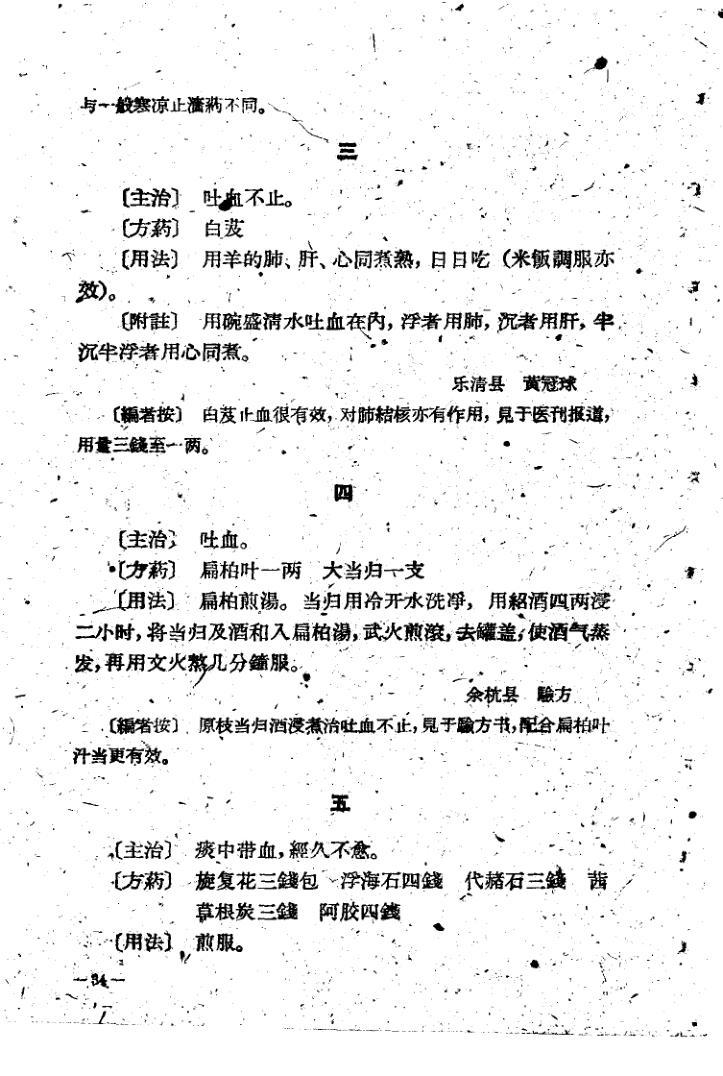 与一般寒凉止濇葯不同。
三
〔主治〕 吐血不止。
〔方葯〕 白芨
〔用法〕 用羊的肺、肝、心同煮熟，日日吃（米飯調服亦
效）。
〔附註〕 用碗盛清水吐血在內，浮者用肺，沉者用肝，半
沉半浮者用心同煮。
乐清县 黄冠球
〔編者按〕 白芨止血很有效，对肺結核亦有作用，見于医刊报道，
用量三錢至一两。
四
〔主治〕 吐血。
〔方葯〕 扁柏叶一两 大当归一支
〔用法〕 扁柏煎湯。当归用冷开水洗淨，用紹酒四两浸
二小时，将当归及酒和入扁柏湯，武火煎滾，去罐盖，使酒气蒸
发，再用文火熬几分鐘服。
余杭县 驗方
〔編者按〕 原枝当归酒浸煮治吐血不止，見于驗方书，配合扁柏叶
汁当更有效。
五
〔主治〕 痰中带血，經久不愈。
〔方葯〕 旋复花三錢包 浮海石四錢 代赭石三錢 茜
草根炭三錢 阿胶四錢
〔用法〕 煎服。
—34—